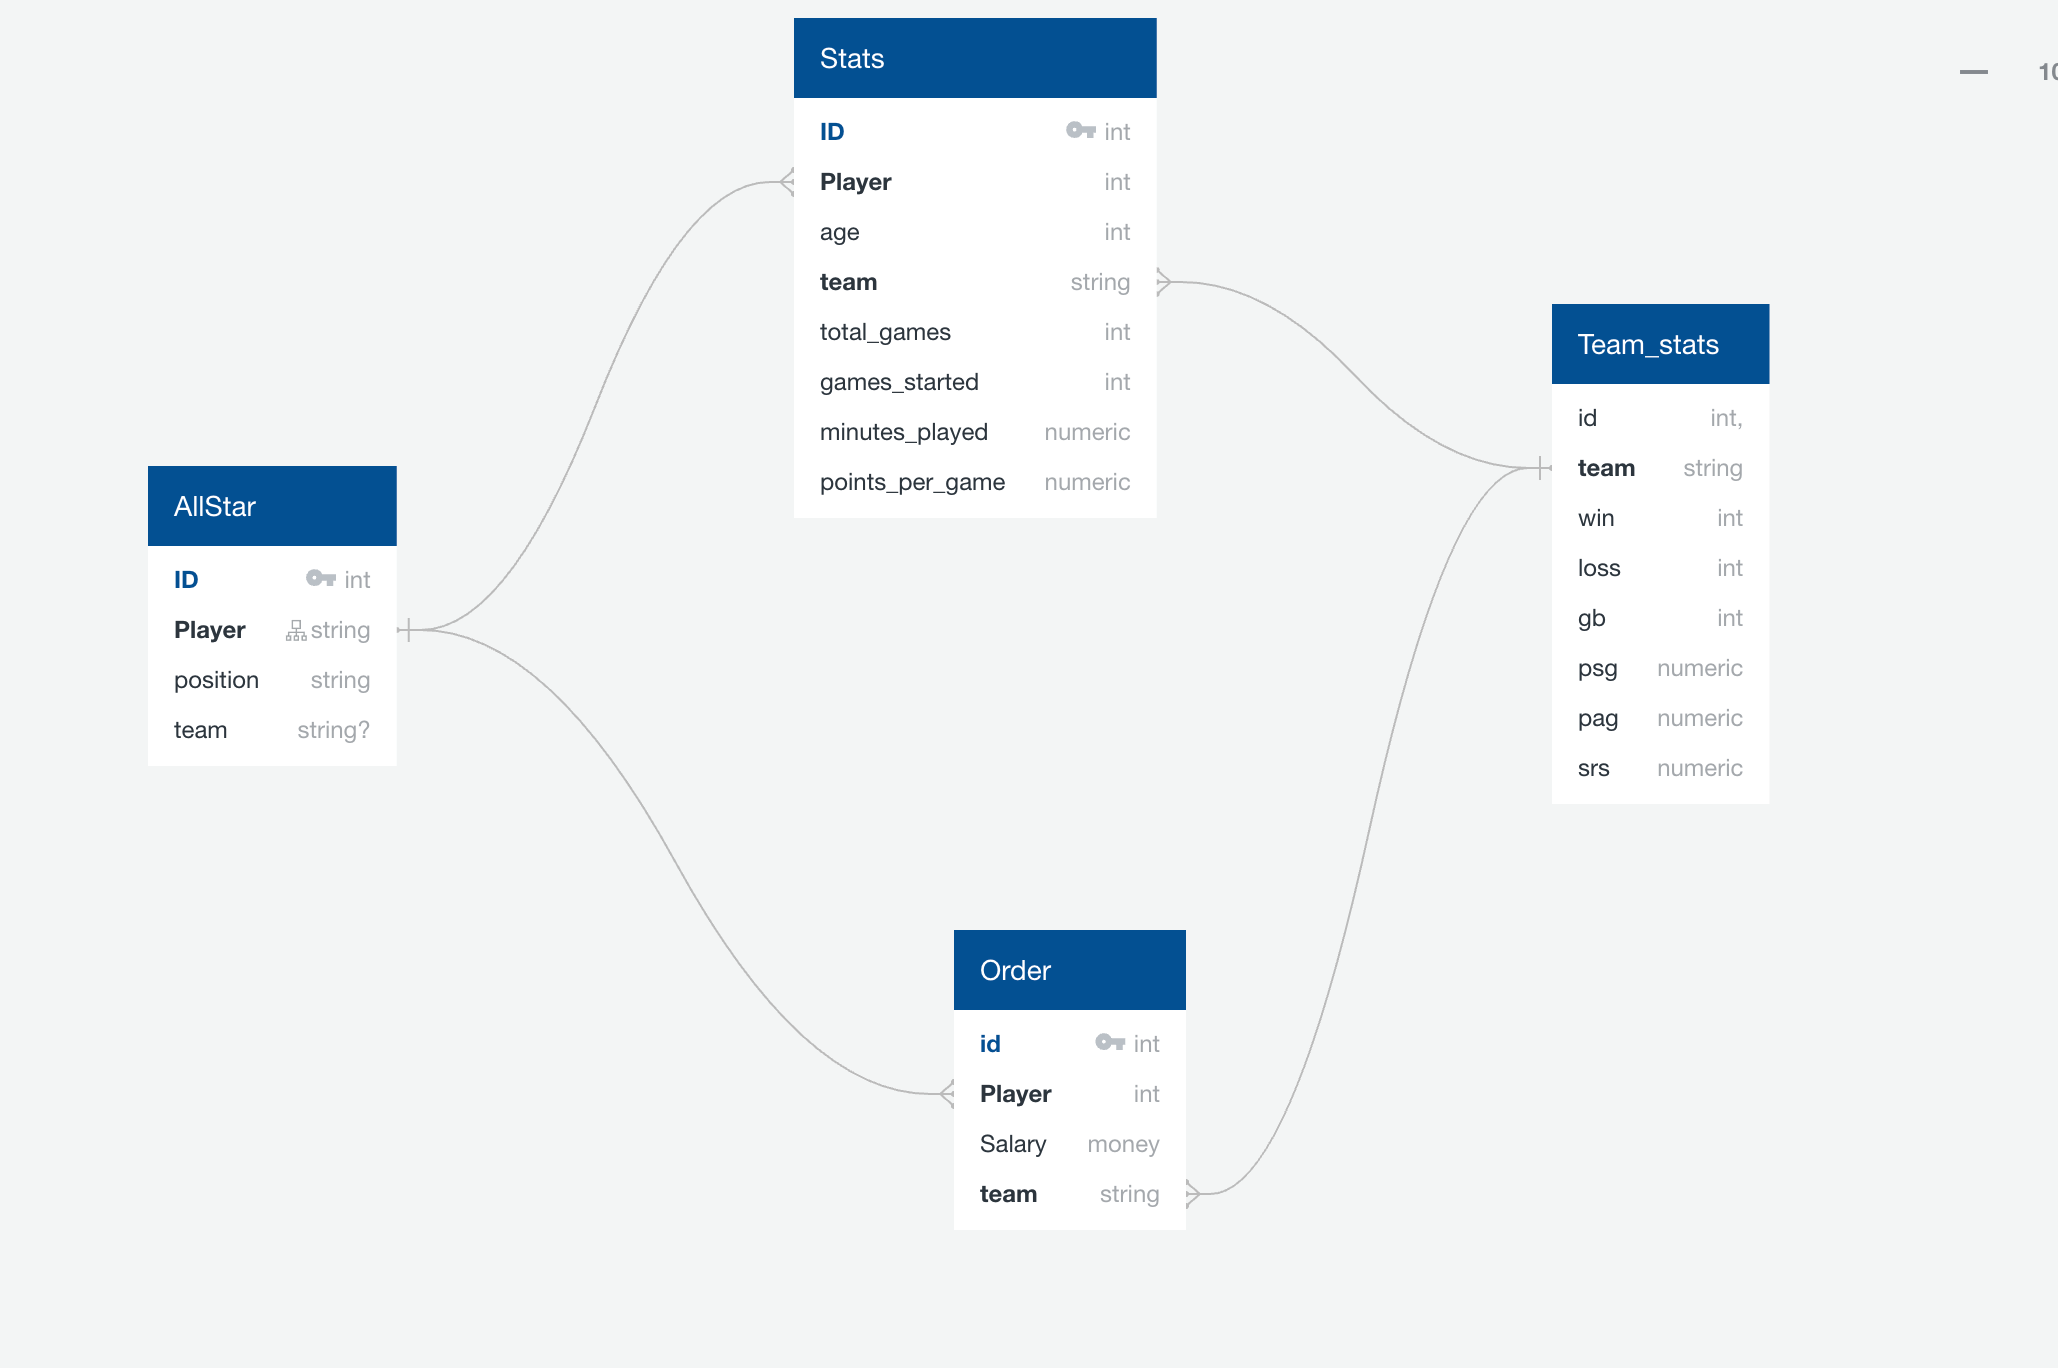 Stats
ID int
Player int
age int
team string
total_games int
games_started int
minutes_played numeric
points_per_game numeric
AllStar
ID int
Player string
position string
team string?
Team_stats
id int,
team string
win int
loss int
gb int
psg numeric
pag numeric
srs numeric
Order
id int
Player int
Salary money
team string